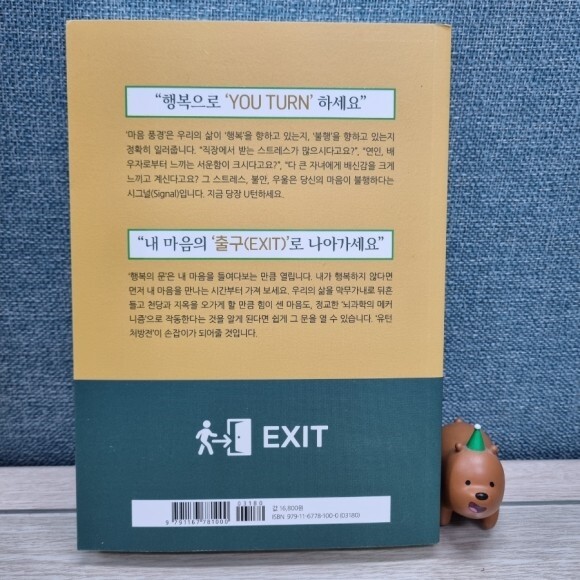 “행복으로 ‘YOU TURN’ 하세요”
‘마음 풍경’은 우리의 삶이 ‘행복’을 향하고 있는지, ‘불행’을 향하고 있는지
정확히 일러줍니다. “직장에서 받는 스트레스가 많으시다고요?”, “연인, 배
우자로부터 느끼는 서운함이 크시다고요?”, “다 큰 자녀에게 배신감을 크게
느끼고 계신다고요? 그 스트레스, 불안, 우울은 당신의 마음이 불행하다는
시그널(Signal)입니다. 지금 당장 U턴하세요.
“내 마음의 ‘출구(EXIT)’로 나아가세요”
‘행복의 문’은 내 마음을 들여다보는 만큼 열립니다. 내가 행복하지 않다면
먼저 내 마음을 만나는 시간부터 가져 보세요. 우리의 삶을 막무가내로 뒤흔
들고 천당과 지옥을 오가게 할 만큼 힘이 센 마음도, 정교한 ‘뇌과학의 메커
니즘’으로 작동한다는 것을 알게 된다면 쉽게 그 문을 열 수 있습니다. ‘유턴
처방전’이 손잡이가 되어줄 것입니다.
EXIT
03180
값 16,800원
ISBN 979-11-6778-100-0 (03180)
9 791167 781000